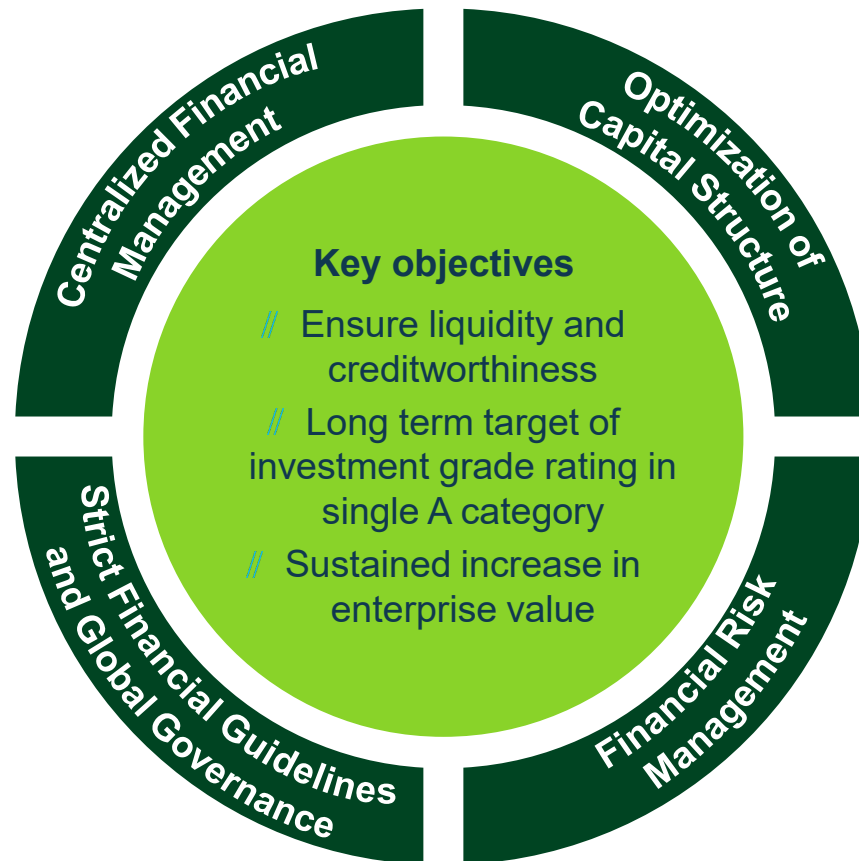 Centralized Financial
Management
Optimization of
Capital Structure
Key objectives
// Ensure liquidity and
creditworthiness
// Long term target of
investment grade rating in
single A category
// Sustained increase in
enterprise value
Strict Financial Guidelines
and Global Governance
Financial Risk
Management